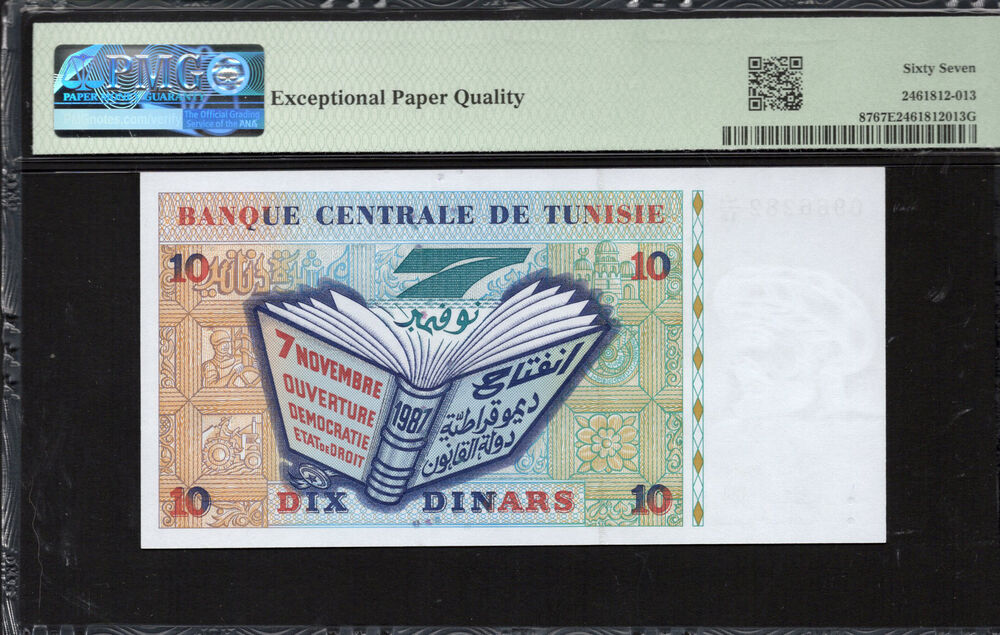 PMG
PAPER MONEY GUARANTY
PMGnotes.com/verify
The Official Grading
Service of the ANA
Exceptional Paper Quality
Sixty Seven
2461812-013
8767E2461812013G
BANQUE CENTRALE DE TUNISIE
10
10
7
نوفمبر
7 NOVEMBRE
OUVERTURE
DEMOCRATIE
ETAT DE DROIT
1987
انفتاح
ديموقراطيّة
دولة القانون
10
DIX DINARS
10